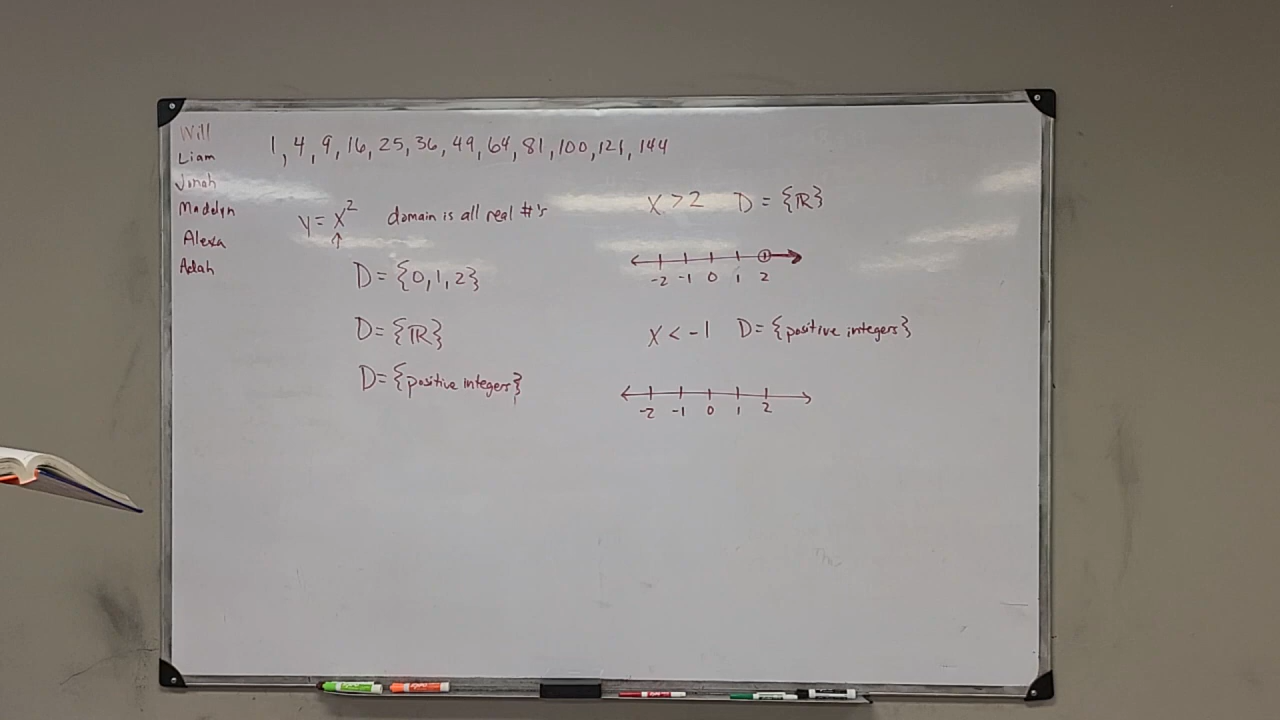 Will
Liam
Jonah
Madelyn
Alexa
Adah
1, 4, 9, 16, 25, 36, 49, 64, 81, 100, 121, 144
y = x² domain is all real #'s
↑
D = {0, 1, 2}
D = {ℝ}
D = {positive integers}
x > 2 D = {ℝ}
-2 -1 0 1 2
x < -1 D = {positive integers}
-2 -1 0 1 2